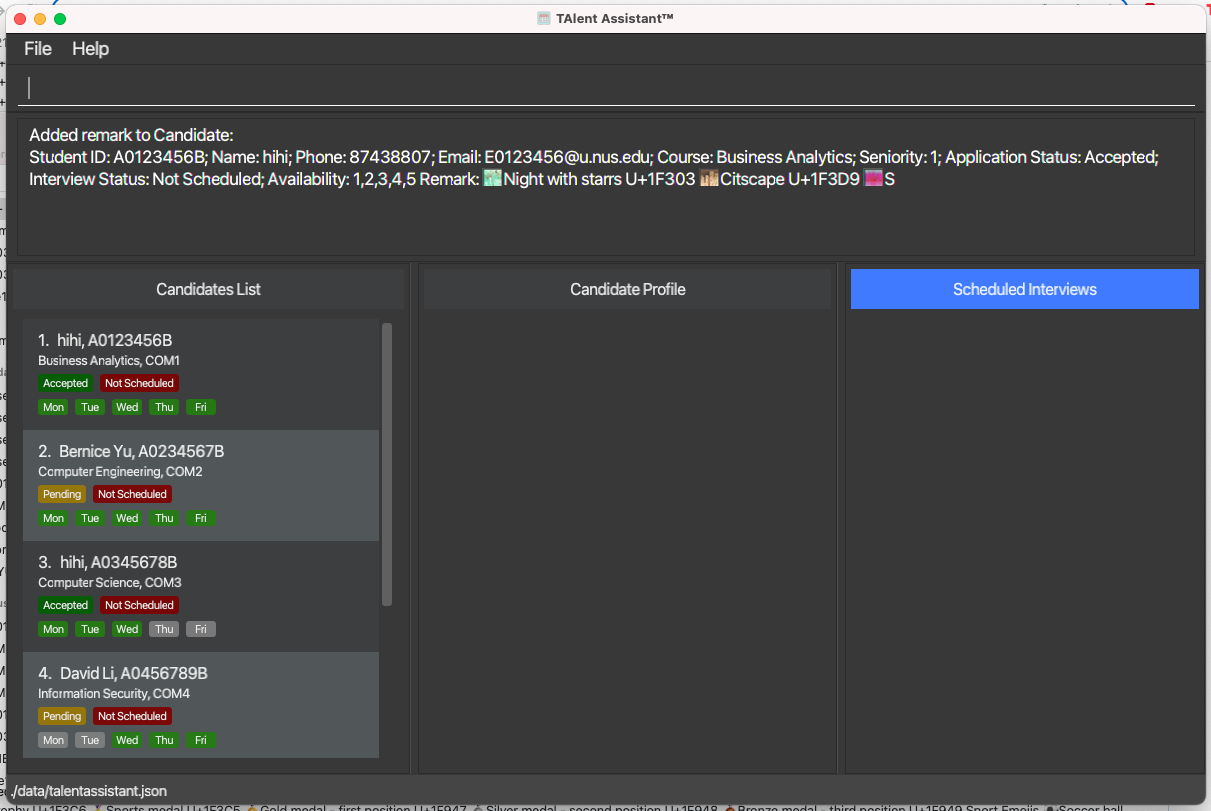 TAlent Assistant™
File Help
Added remark to Candidate:
Student ID: A0123456B; Name: hihi; Phone: 87438807; Email: E0123456@u.nus.edu; Course: Business Analytics; Seniority: 1; Application Status: Accepted;
Interview Status: Not Scheduled; Availability: 1,2,3,4,5 Remark: Night with starrs U+1F303 Citscape U+1F3D9 S
Candidates List
1. hihi, A0123456B
Business Analytics, COM1
Accepted Not Scheduled
Mon Tue Wed Thu Fri
2. Bernice Yu, A0234567B
Computer Engineering, COM2
Pending Not Scheduled
Mon Tue Wed Thu Fri
3. hihi, A0345678B
Computer Science, COM3
Accepted Not Scheduled
Mon Tue Wed Thu Fri
4. David Li, A0456789B
Information Security, COM4
Pending Not Scheduled
Mon Tue Wed Thu Fri
Candidate Profile
Scheduled Interviews
/data/talentassistant.json